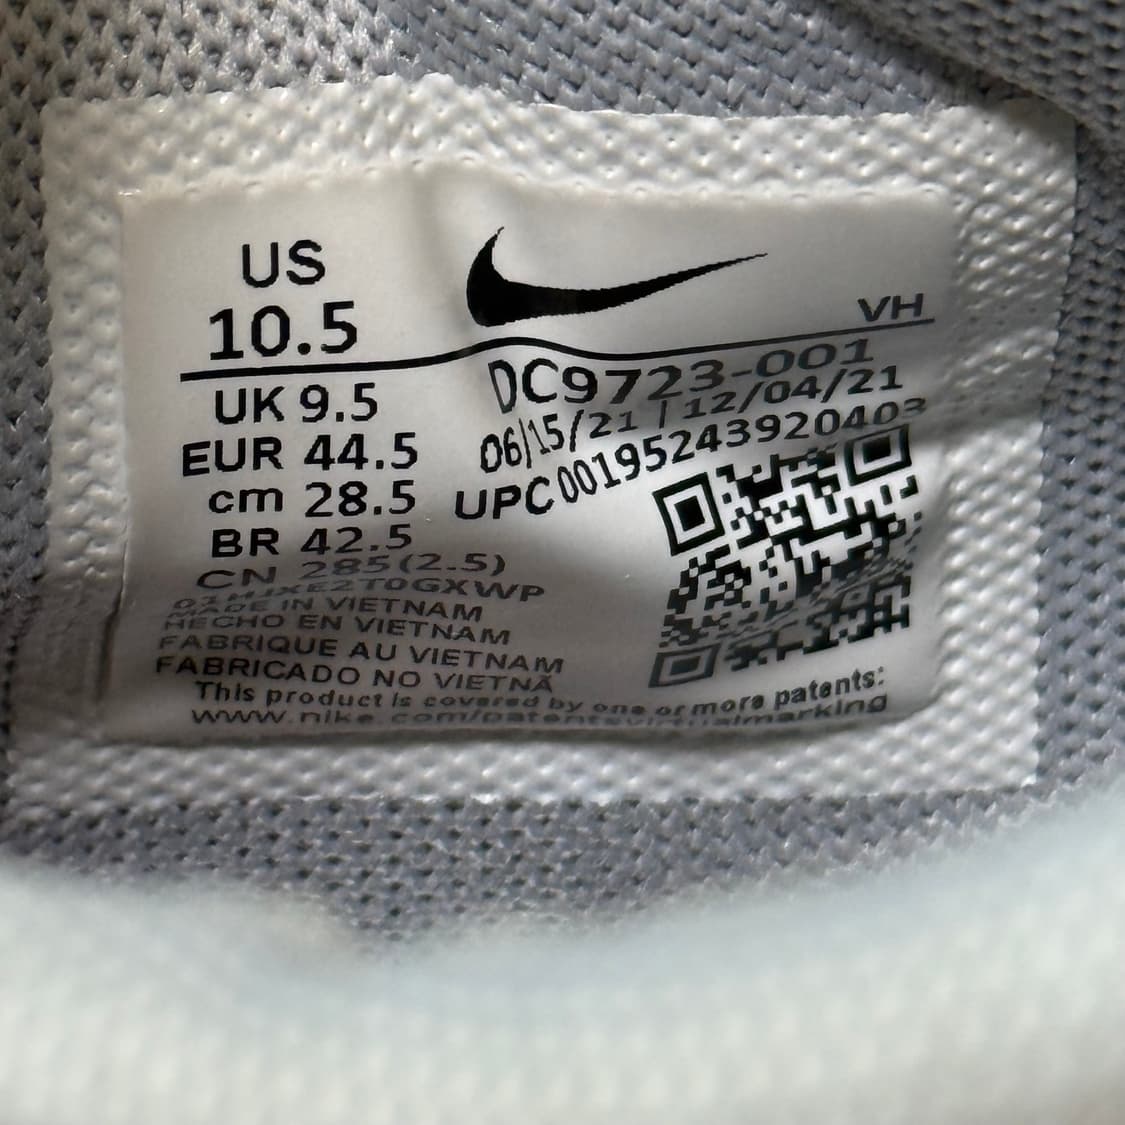 US
10.5
VH
UK 9.5
EUR 44.5
cm 28.5
BR 42.5
CN 285(2.5)
MADE IN VIETNAM
HECHO EN VIETNAM
FABRIQUE AU VIETNAM
FABRICADO NO VIETNÃ
DC9723-001
06/15/21 | 12/04/21
UPC00195243920403
This product is covered by one or more patents:
www.nike.com/patentsvirtualmarking